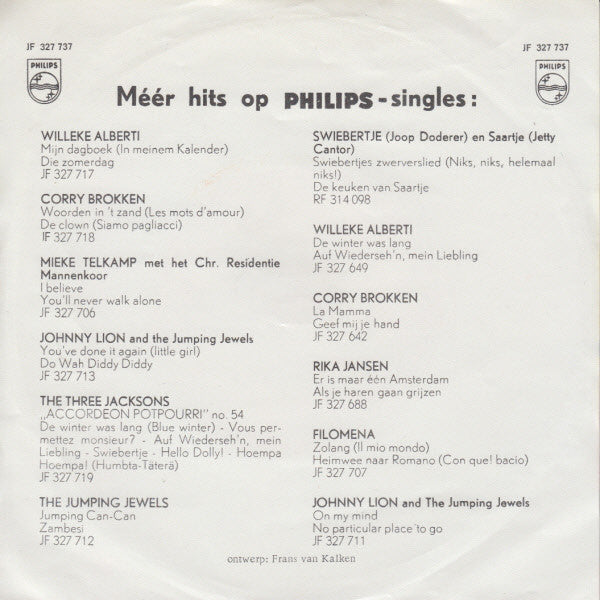 JF 327 737
JF 327 737
PHILIPS
PHILIPS
Méér hits op PHILIPS - singles :
WILLEKE ALBERTI
Mijn dagboek (In meinem Kalender)
Die zomerdag
JF 327 717
CORRY BROKKEN
Woorden in 't zand (Les mots d'amour)
De clown (Siamo pagliacci)
JF 327 718
MIEKE TELKAMP met het Chr. Residentie
Mannenkoor
I believe
You'll never walk alone
JF 327 706
JOHNNY LION and the Jumping Jewels
You've done it again (little girl)
Do Wah Diddy Diddy
JF 327 713
THE THREE JACKSONS
„ACCORDEON POTPOURRI" no. 54
De winter was lang (Blue winter) - Vous per-
mettez monsieur? - Auf Wiederseh'n, mein
Liebling - Swiebertje - Hello Dolly! - Hoempa
Hoempa! (Humbta-Täterä)
JF 327 719
THE JUMPING JEWELS
Jumping Can-Can
Zambesi
JF 327 712
SWIEBERTJE (Joop Doderer) en Saartje (Jetty
Cantor)
Swiebertjes zwerverslied (Niks, niks, helemaal
niks!)
De keuken van Saartje
RF 314 098
WILLEKE ALBERTI
De winter was lang
Auf Wiederseh'n, mein Liebling
JF 327 649
CORRY BROKKEN
La Mamma
Geef mij je hand
JF 327 642
RIKA JANSEN
Er is maar één Amsterdam
Als je haren gaan grijzen
JF 327 688
FILOMENA
Zolang (Il mio mondo)
Heimwee naar Romano (Con que! bacio)
JF 327 707
JOHNNY LION and The Jumping Jewels
On my mind
No particular place to go
JF 327 711
ontwerp: Frans van Kalken